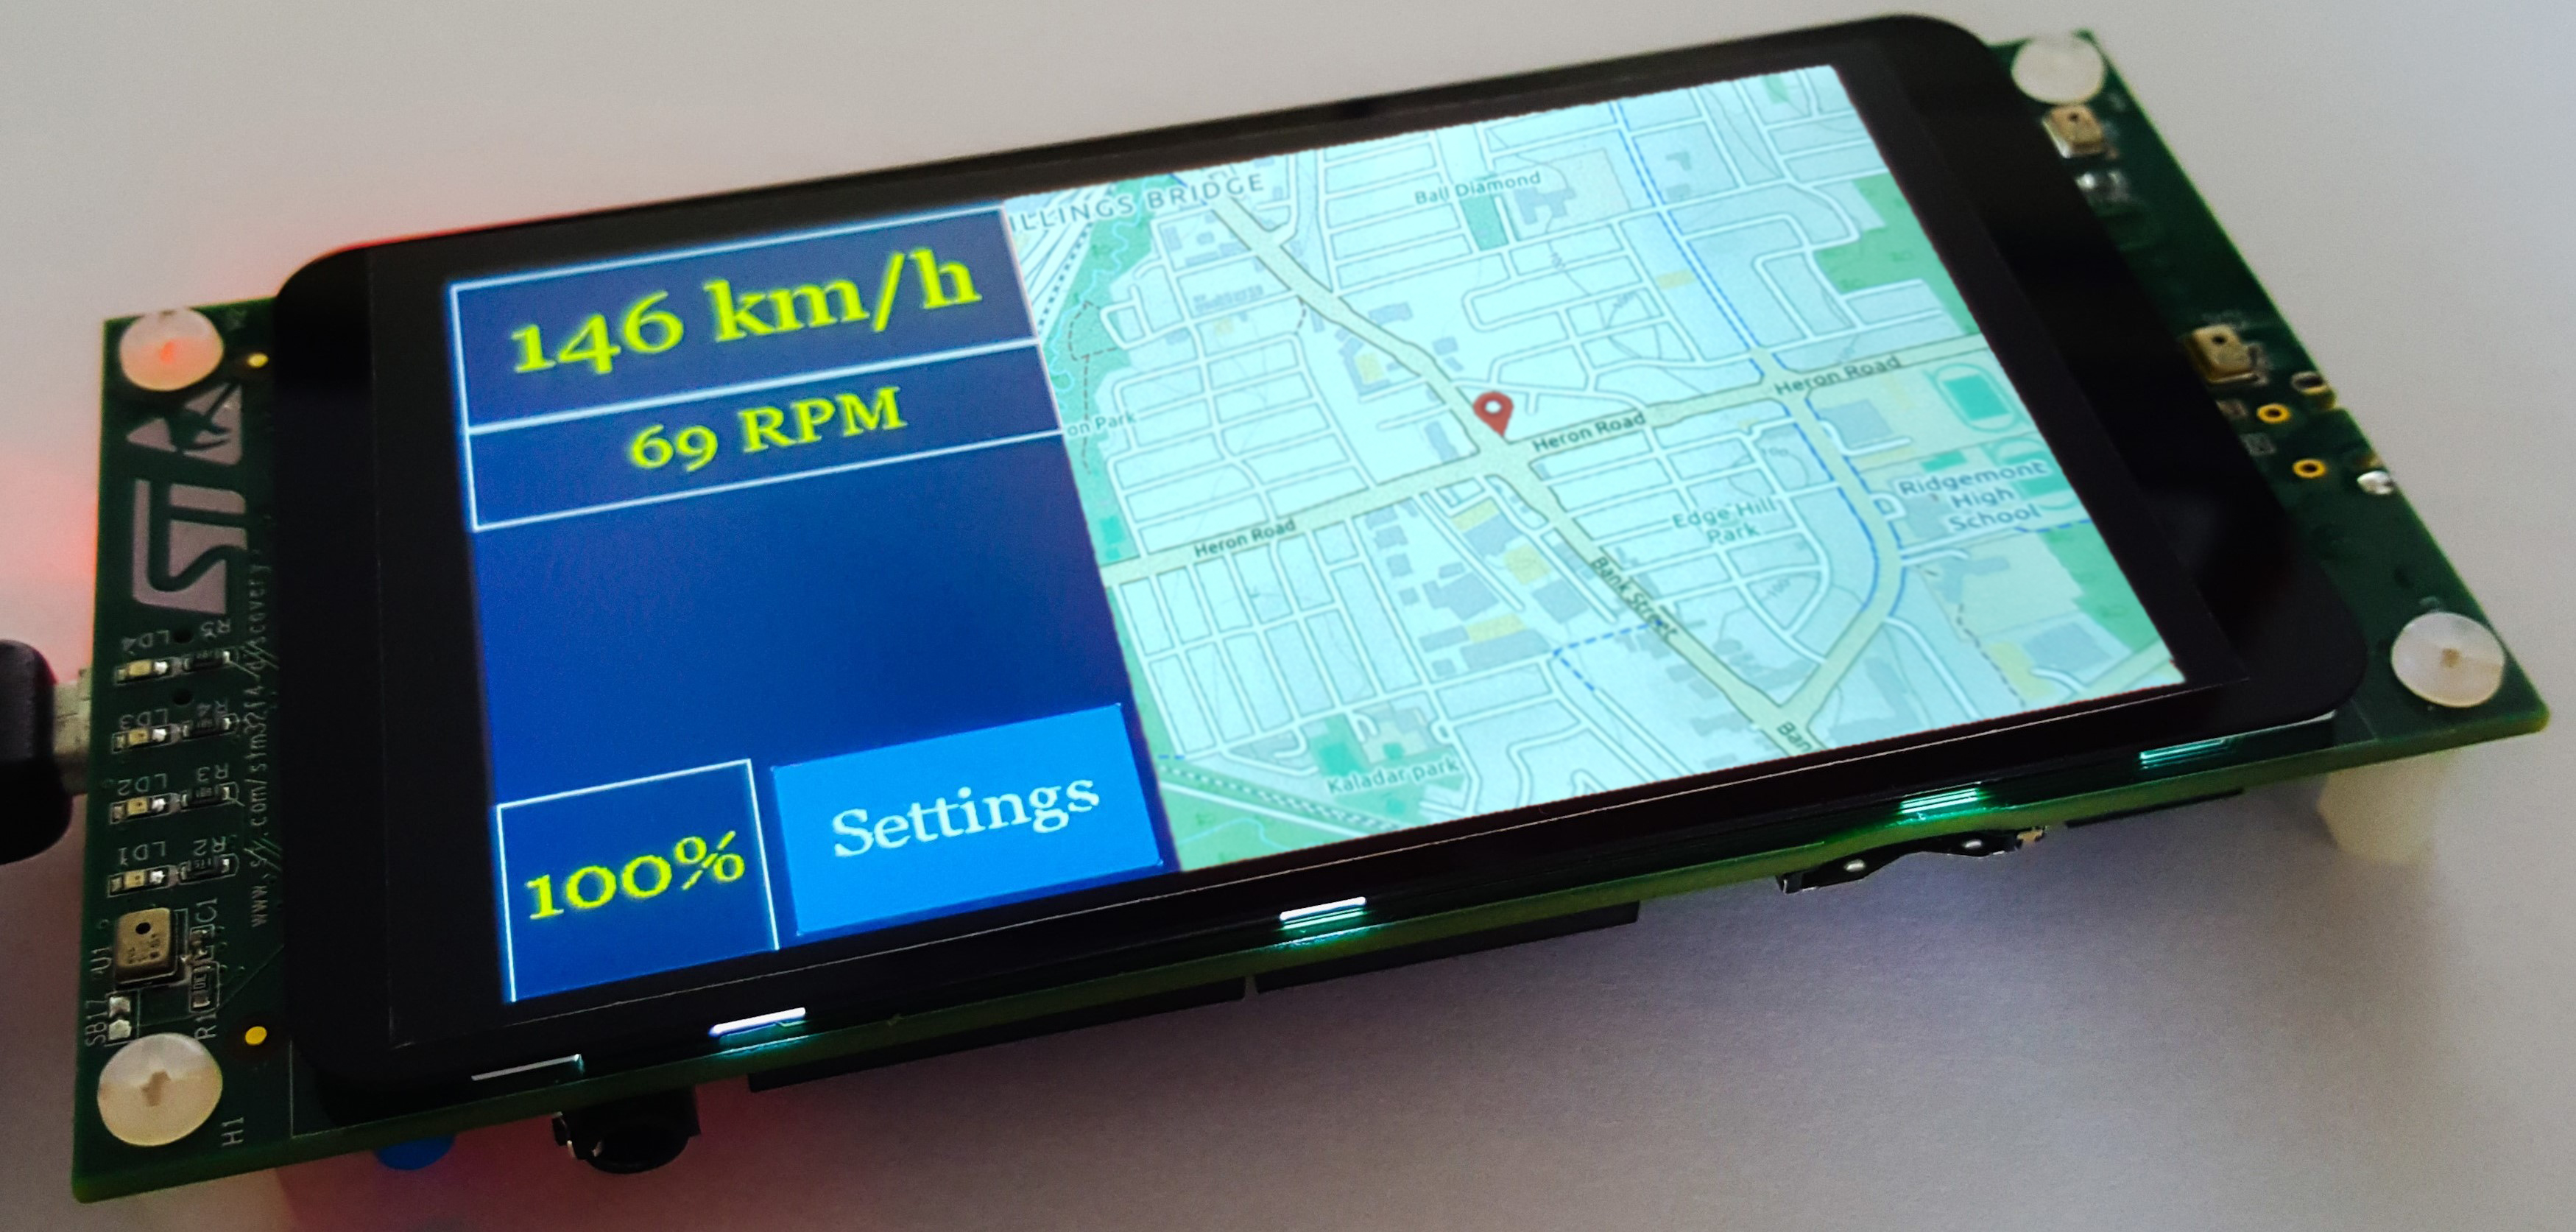 146 km/h
69 RPM
100%
Settings
ILLINGS BRIDGE
Ball Diamond
Heron Road
on Park
Heron Road
Heron Road
Ridgemont
High
School
Edge Hill
Park
Bank Street
Ban
Kaladar park
ST
www.st.com/stm32f4-discovery
LD4
R5
LD3
R4
LD2
R3
LD1
R2
C1
U1
R1
SB17
H1